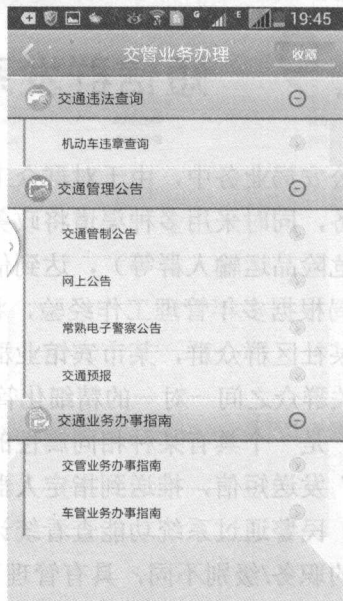 19:45
交管业务办理
收藏
交通违法查询
机动车违章查询
交通管理公告
交通管制公告
网上公告
常熟电子警察公告
交通预报
交通业务办事指南
交管业务办事指南
车管业务办事指南